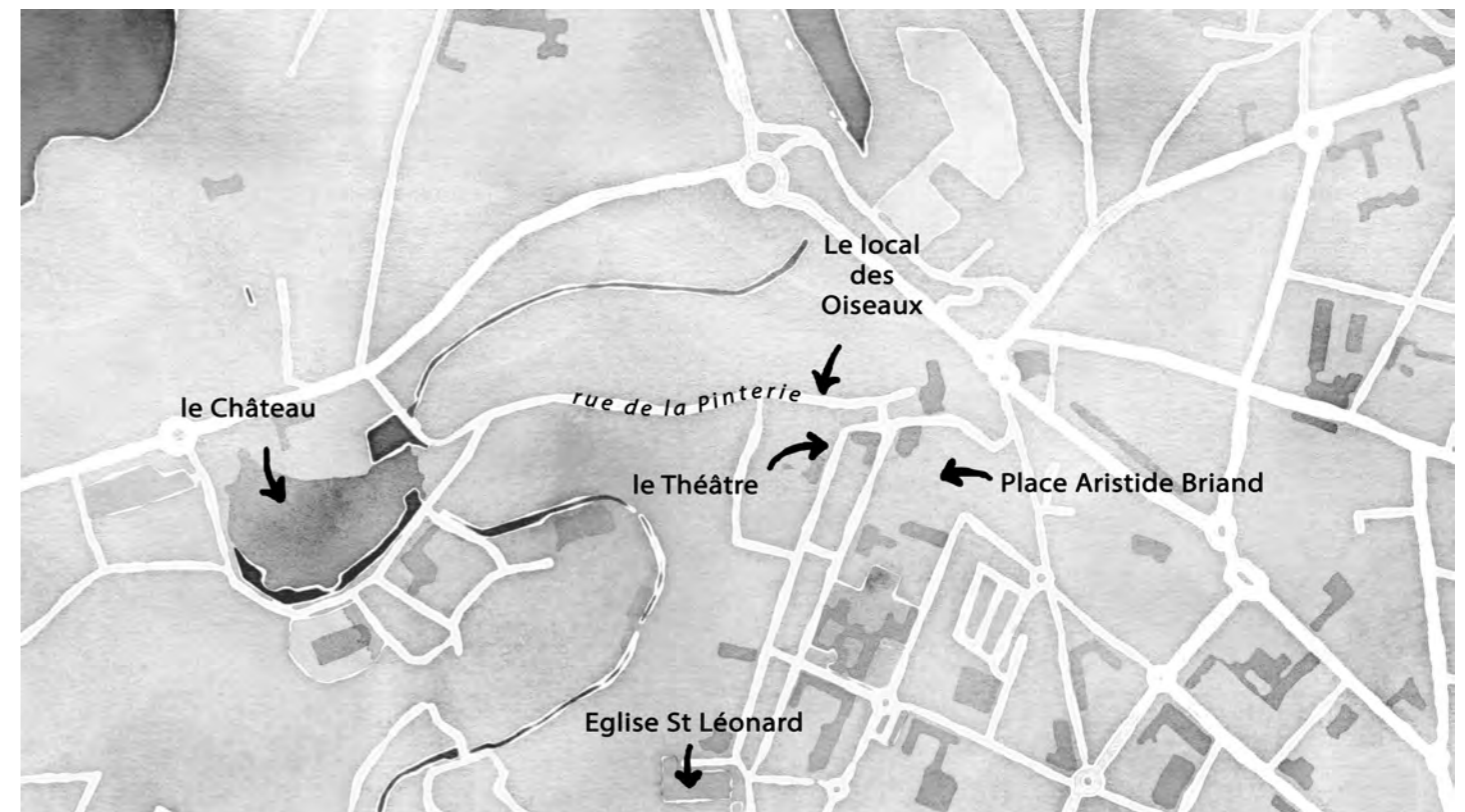 Le local
des
Oiseaux
rue de la Pinterie
le Château
le Théâtre
Place Aristide Briand
Eglise St Léonard